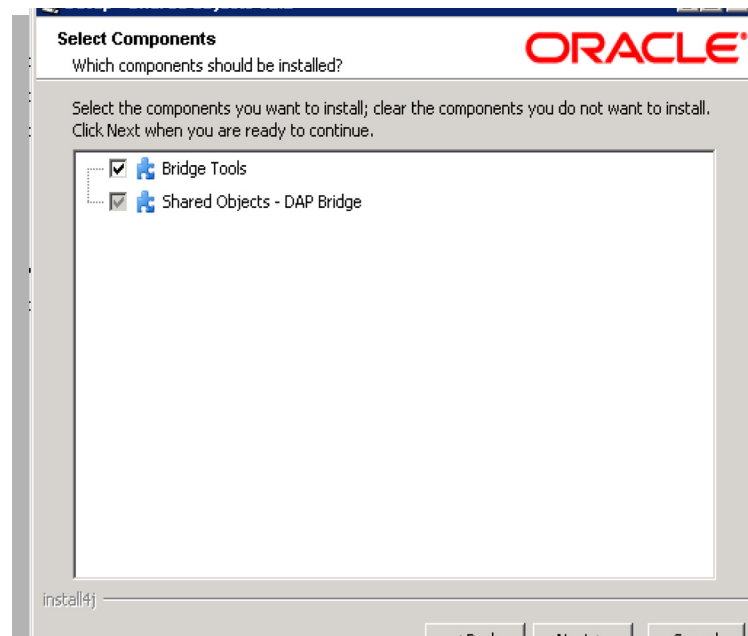 Select Components
ORACLE
Which components should be installed?
Select the components you want to install; clear the components you do not want to install.
Click Next when you are ready to continue.
Bridge Tools
Shared Objects - DAP Bridge
install4j